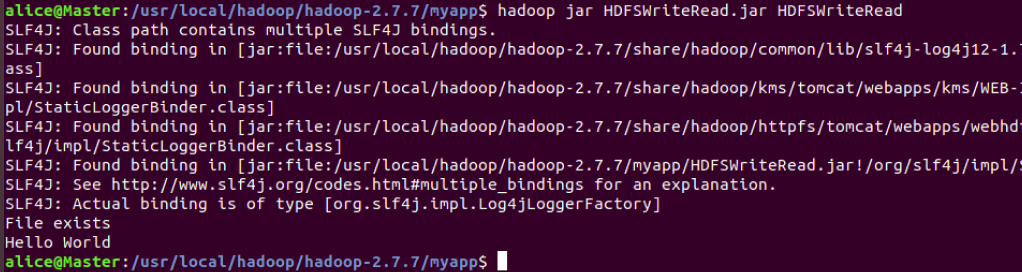 alice@Master:/usr/local/hadoop/hadoop-2.7.7/myapp$ hadoop jar HDFSWriteRead.jar HDFSWriteRead
SLF4J: Class path contains multiple SLF4J bindings.
SLF4J: Found binding in [jar:file:/usr/local/hadoop/hadoop-2.7.7/share/hadoop/common/lib/slf4j-log4j12-1.
ass]
SLF4J: Found binding in [jar:file:/usr/local/hadoop/hadoop-2.7.7/share/hadoop/kms/tomcat/webapps/kms/WEB-
pl/StaticLoggerBinder.class]
SLF4J: Found binding in [jar:file:/usr/local/hadoop/hadoop-2.7.7/share/hadoop/httpfs/tomcat/webapps/webhd
lf4j/impl/StaticLoggerBinder.class]
SLF4J: Found binding in [jar:file:/usr/local/hadoop/hadoop-2.7.7/myapp/HDFSWriteRead.jar!/org/slf4j/impl/
SLF4J: See http://www.slf4j.org/codes.html#multiple_bindings for an explanation.
SLF4J: Actual binding is of type [org.slf4j.impl.Log4jLoggerFactory]
File exists
Hello World
alice@Master:/usr/local/hadoop/hadoop-2.7.7/myapp$